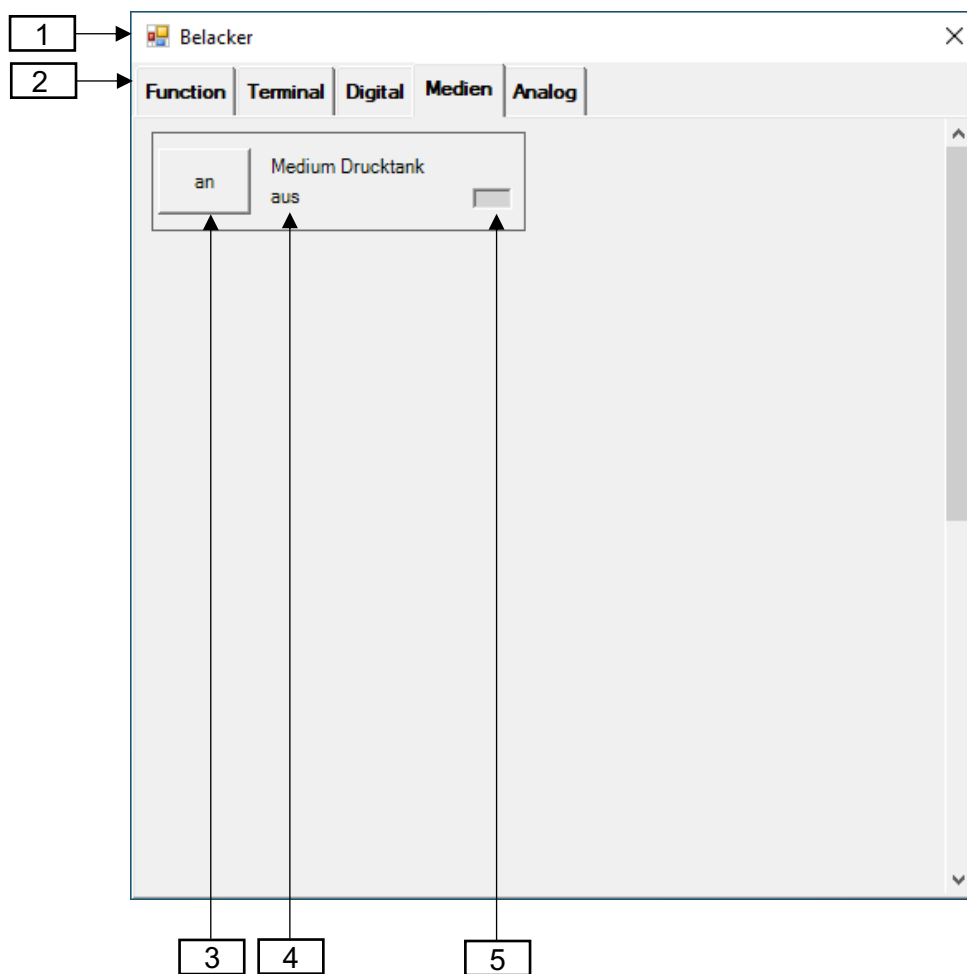 1
Belacker
2
Function Terminal Digital Medien Analog
an
Medium Drucktank
aus
3 4 5